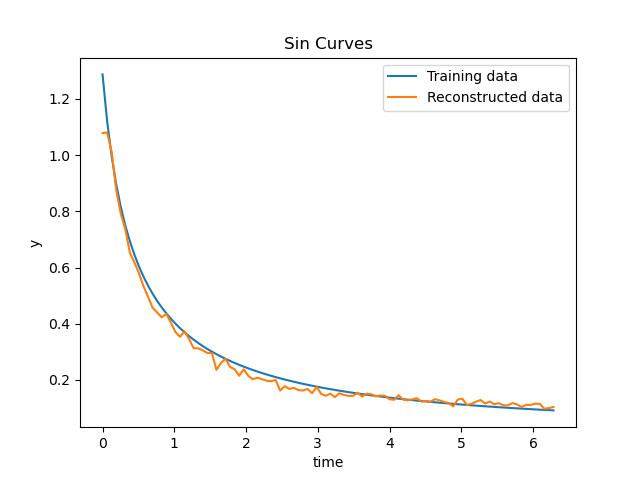 Sin Curves
Training data
Reconstructed data
1.2
1.0
0.8
0.6
0.4
0.2
y
0 1 2 3 4 5 6
time